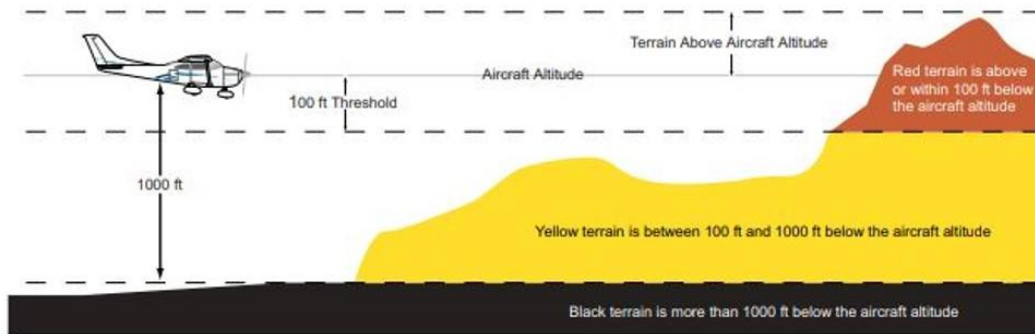 Terrain Above Aircraft Altitude
Aircraft Altitude
100 ft Threshold
Red terrain is above
or within 100 ft below
the aircraft altitude
1000 ft
Yellow terrain is between 100 ft and 1000 ft below the aircraft altitude
Black terrain is more than 1000 ft below the aircraft altitude